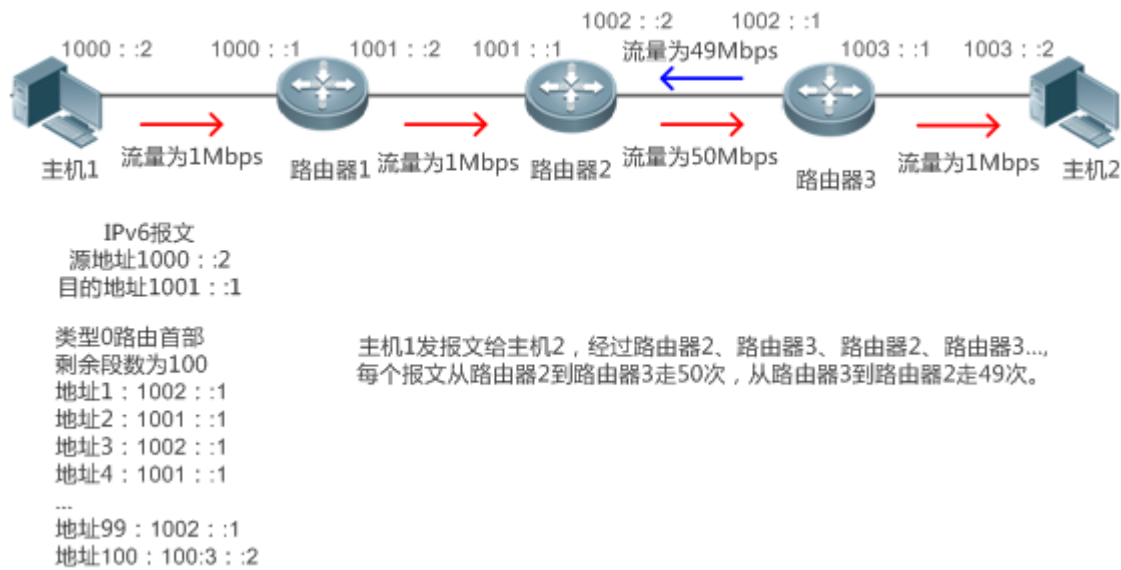 1002：:2
1002：:1
1000：:2
1000：:1
1001：:2
1001：:1
流量为49Mbps
1003：:1
1003：:2
主机1
流量为1Mbps
路由器1
流量为1Mbps
路由器2
流量为50Mbps
路由器3
流量为1Mbps
主机2
IPv6报文
源地址1000：:2
目的地址1001：:1
类型0路由首部
剩余段数为100
地址1：1002：:1
地址2：1001：:1
地址3：1002：:1
地址4：1001：:1
...
地址99：1002：:1
地址100：100:3：:2
主机1发报文给主机2，经过路由器2、路由器3、路由器2、路由器3...,
每个报文从路由器2到路由器3走50次，从路由器3到路由器2走49次。